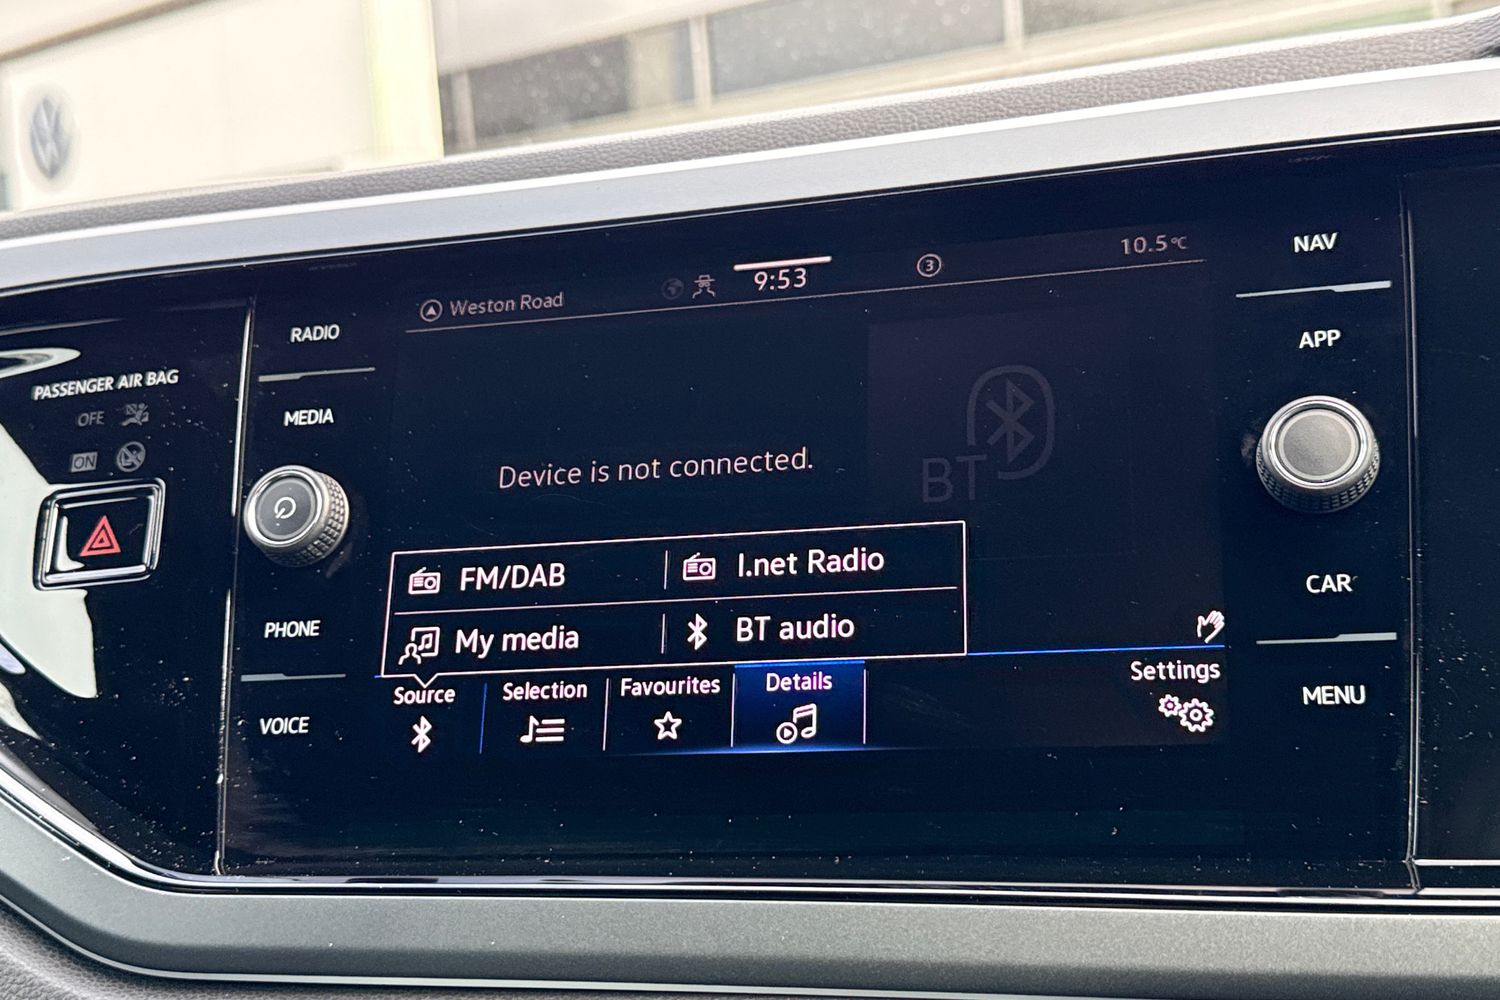 Weston Road
9:53
3
10.5°C
NAV
RADIO
APP
PASSENGER AIR BAG
OFF
MEDIA
ON
BT
Device is not connected.
FM/DAB
I.net Radio
CAR
PHONE
My media
BT audio
Source
Selection
Favourites
Details
Settings
MENU
VOICE